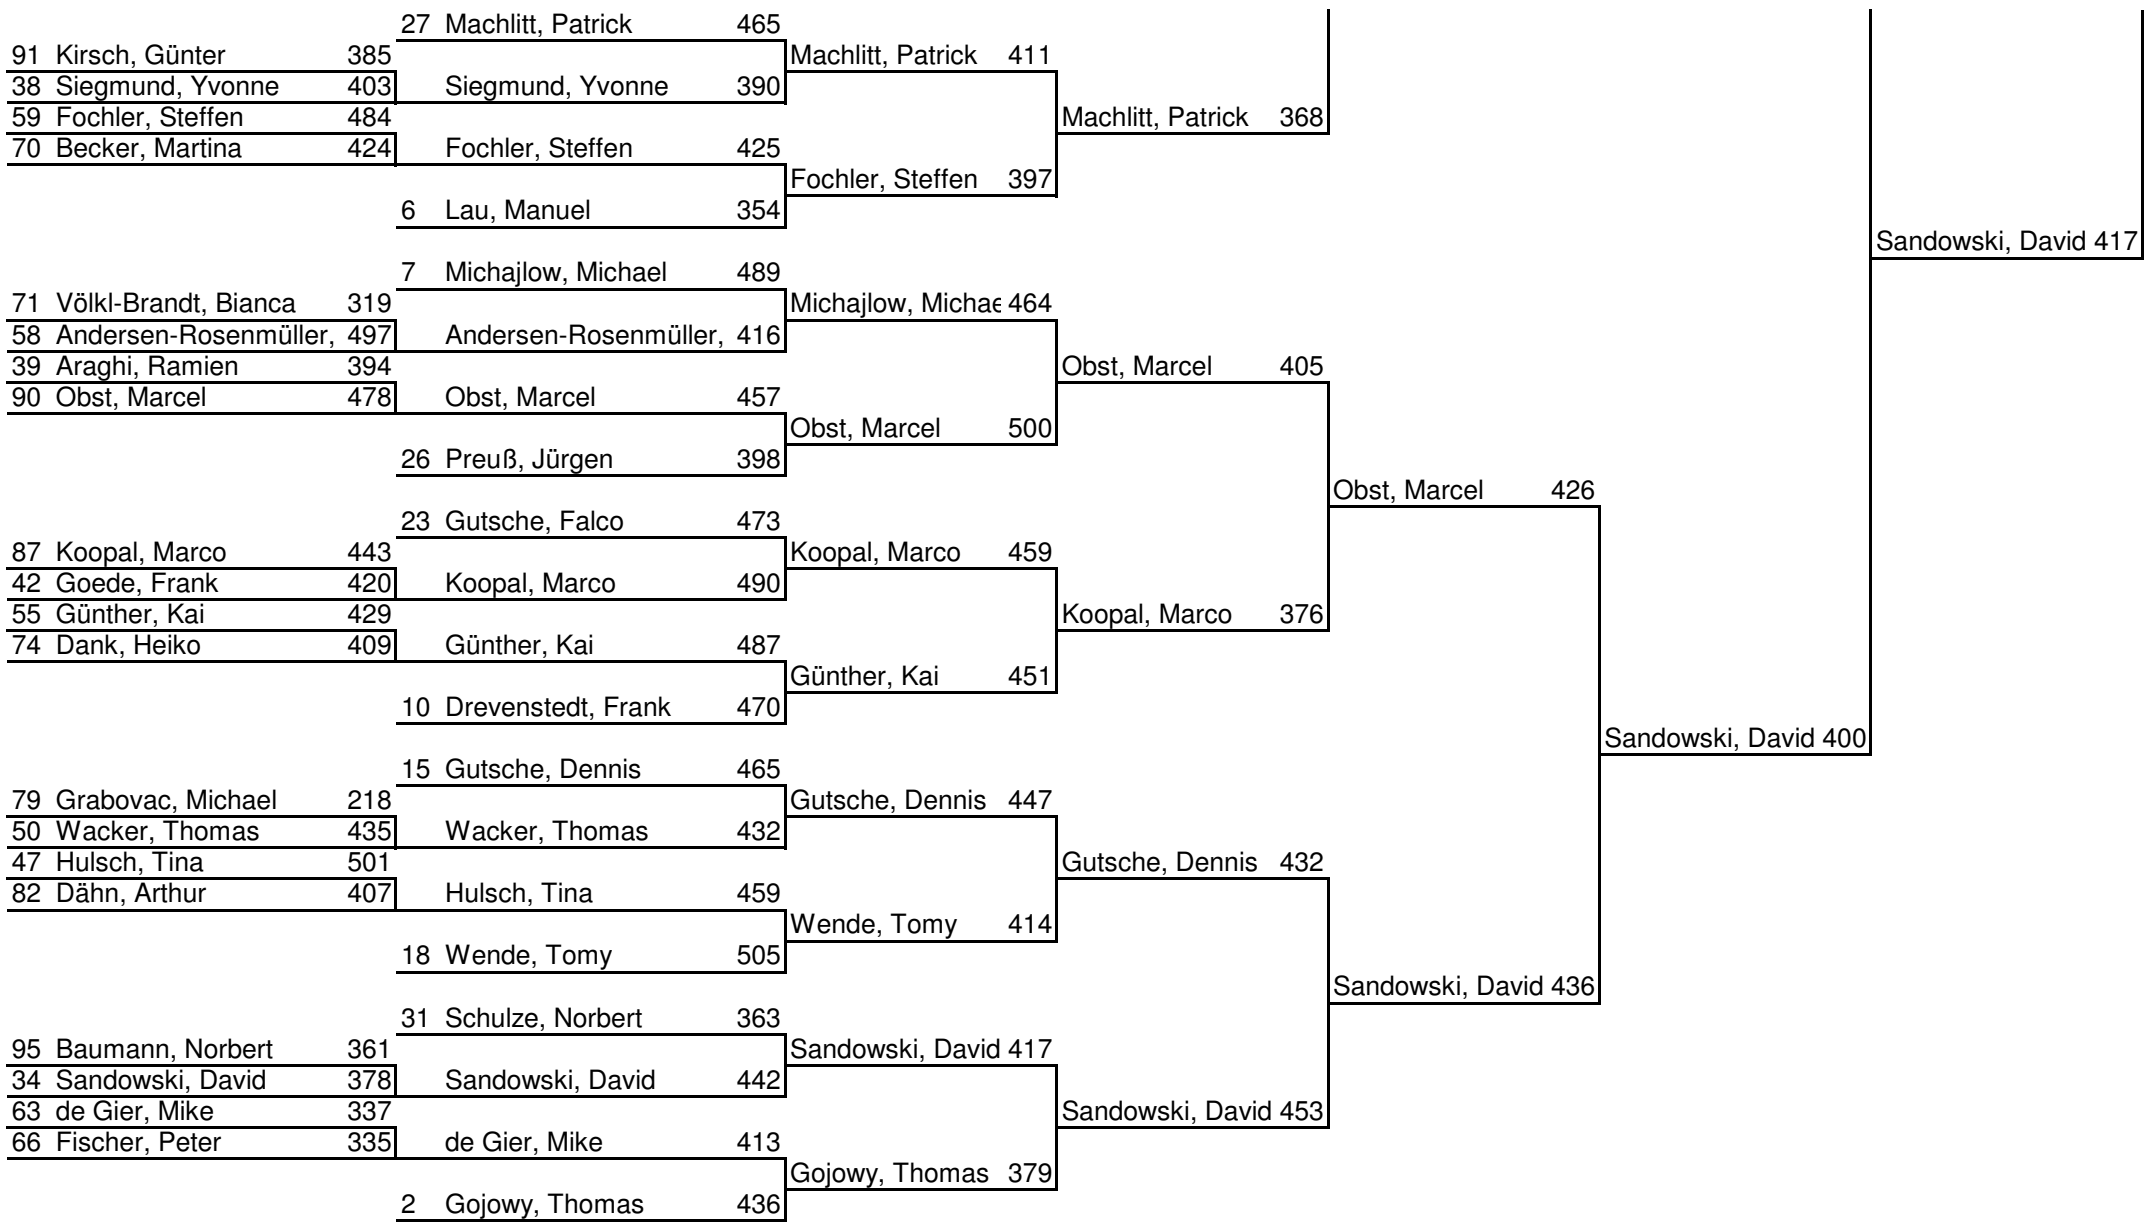 27 Machlitt, Patrick 465
91 Kirsch, Günter 385 Machlitt, Patrick 411
38 Siegmund, Yvonne 403 Siegmund, Yvonne 390
59 Fochler, Steffen 484 Machlitt, Patrick 368
70 Becker, Martina 424 Fochler, Steffen 425
Fochler, Steffen 397
6 Lau, Manuel 354
Sandowski, David 417
7 Michajlow, Michael 489
71 Völkl-Brandt, Bianca 319 Michajlow, Michae 464
58 Andersen-Rosenmüller, 497 Andersen-Rosenmüller, 416
39 Araghi, Ramien 394 Obst, Marcel 405
90 Obst, Marcel 478 Obst, Marcel 457
Obst, Marcel 500
26 Preuß, Jürgen 398
Obst, Marcel 426
23 Gutsche, Falco 473
87 Koopal, Marco 443 Koopal, Marco 459
42 Goede, Frank 420 Koopal, Marco 490
55 Günther, Kai 429 Koopal, Marco 376
74 Dank, Heiko 409 Günther, Kai 487
Günther, Kai 451
10 Drevenstedt, Frank 470
Sandowski, David 400
15 Gutsche, Dennis 465
79 Grabovac, Michael 218 Gutsche, Dennis 447
50 Wacker, Thomas 435 Wacker, Thomas 432
47 Hulsch, Tina 501 Gutsche, Dennis 432
82 Dähn, Arthur 407 Hulsch, Tina 459
Wende, Tomy 414
18 Wende, Tomy 505
Sandowski, David 436
31 Schulze, Norbert 363
95 Baumann, Norbert 361 Sandowski, David 417
34 Sandowski, David 378 Sandowski, David 442
63 de Gier, Mike 337 Sandowski, David 453
66 Fischer, Peter 335 de Gier, Mike 413
Gojowy, Thomas 379
2 Gojowy, Thomas 436